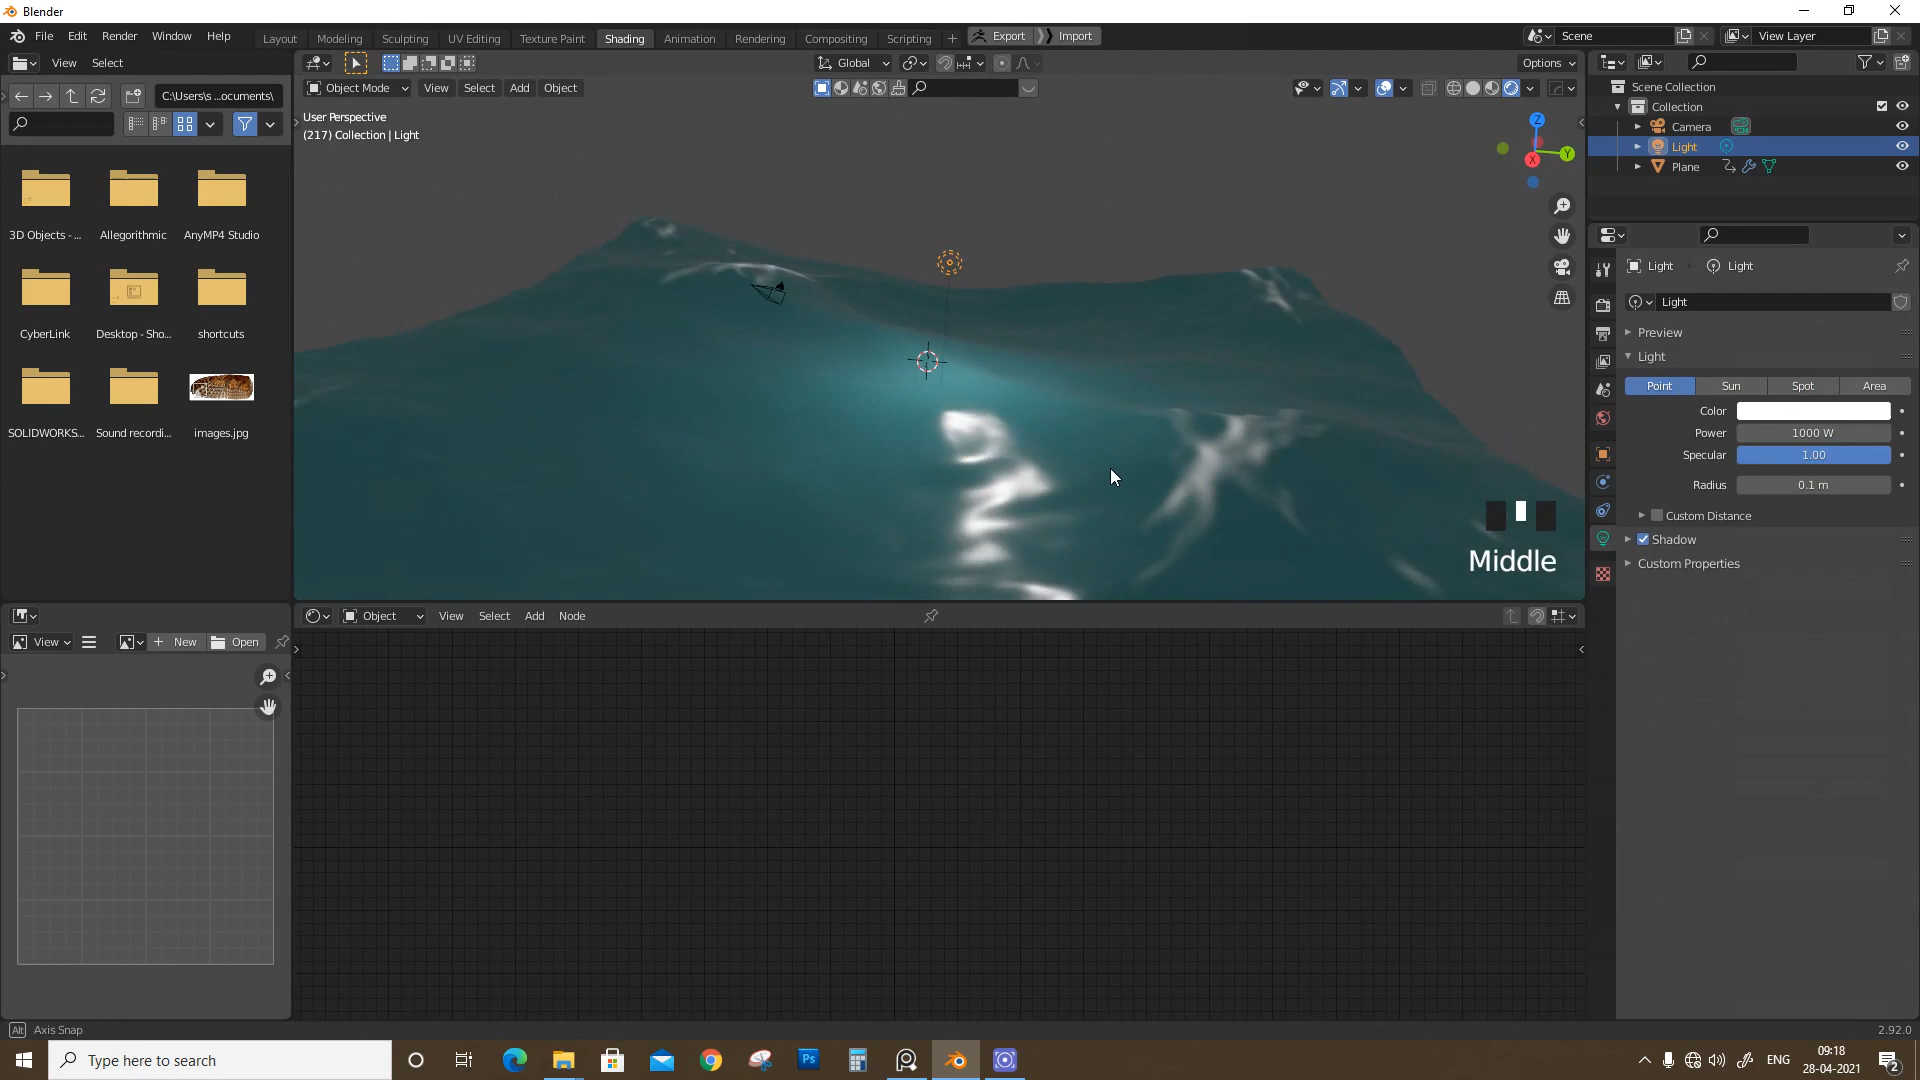 Blender
File Edit Render Window Help
Layout Modeling Sculpting UV Editing Texture Paint Shading Animation Rendering Compositing Scripting + Export Import
Scene View Layer
View Select
Global Options
C:\Users\s ...ocuments\
Object Mode View Select Add Object
User Perspective
(217) Collection | Light
3D Objects - ... Allegorithmic AnyMP4 Studio
CyberLink Desktop - Sho... shortcuts
SOLIDWORKS... Sound recordi... images.jpg
Z
Y
X
Middle
Scene Collection
Collection
Camera
Light
Plane
Light Light
Light
Preview
Light
Point Sun Spot Area
Color
Power 1000 W
Specular 1.00
Radius 0.1 m
Custom Distance
Shadow
Custom Properties
Object View Select Add Node
View New Open
Alt Axis Snap
2.92.0
Type here to search
Ps
ENG
09:18
28-04-2021
2